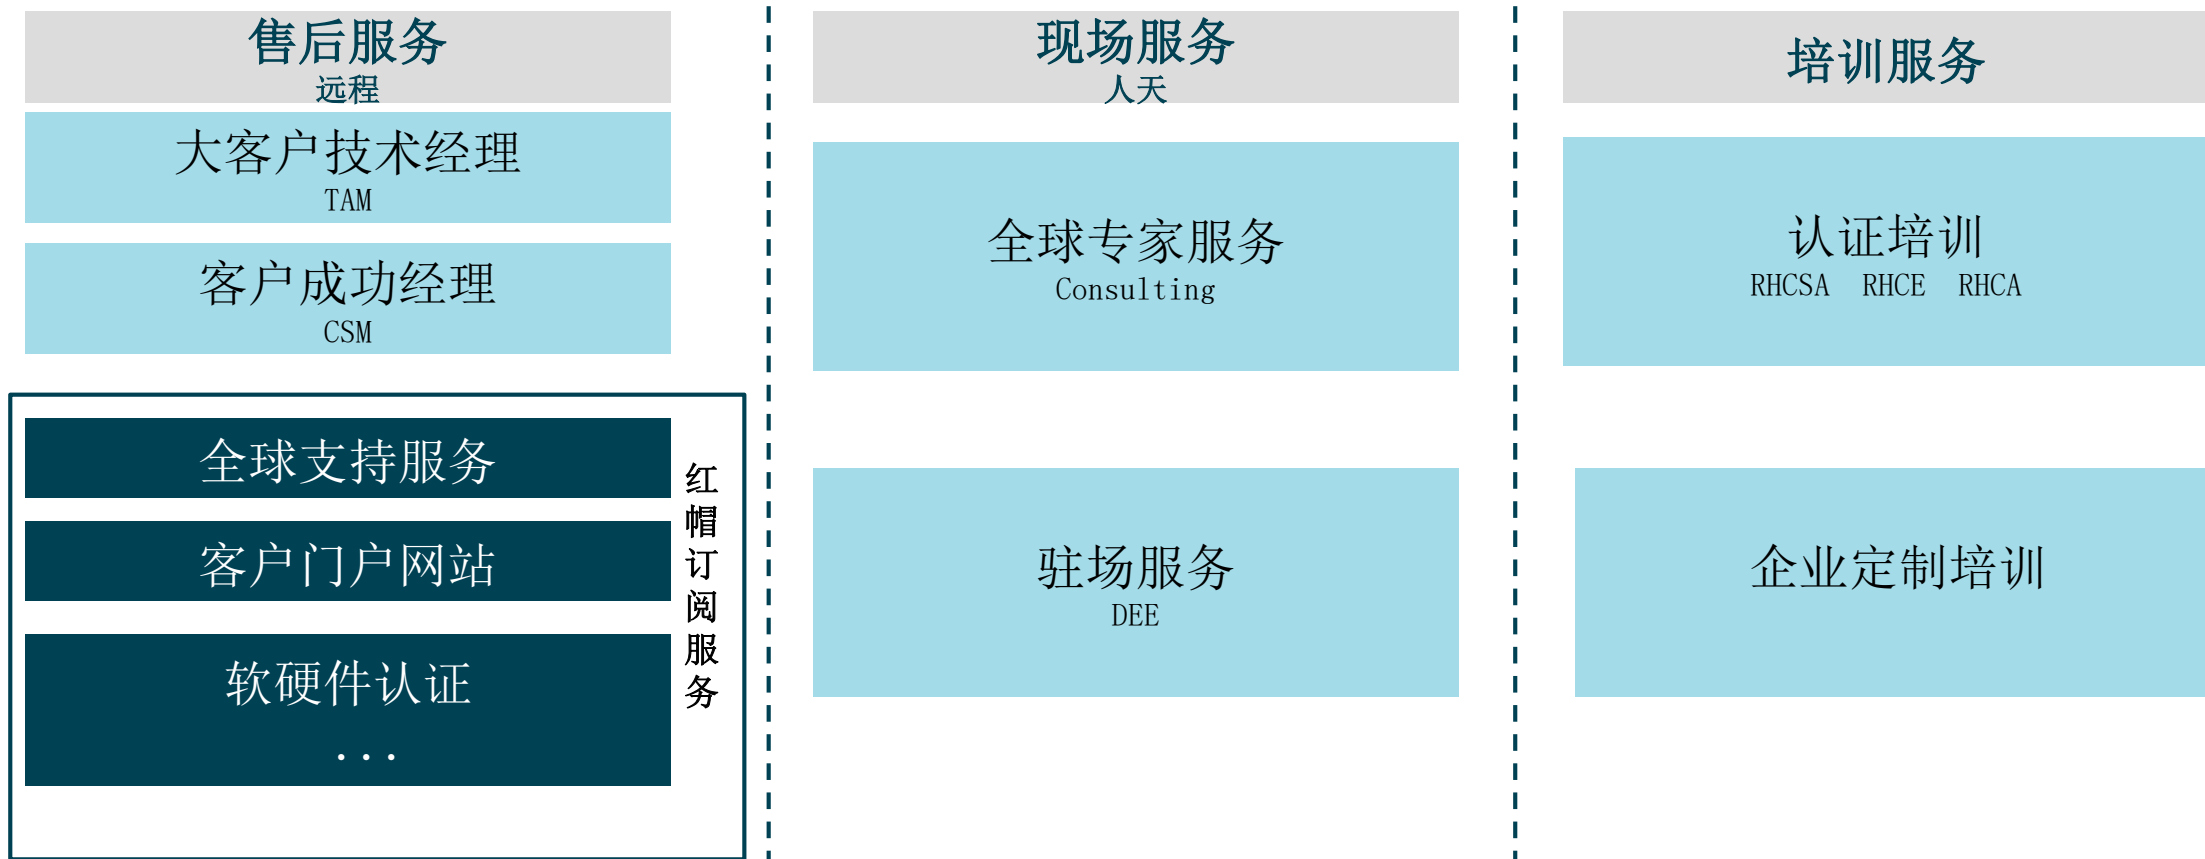 售后服务
远程
大客户技术经理
TAM
客户成功经理
CSM
全球支持服务
客户门户网站
软硬件认证
...
红帽订阅服务
现场服务
人天
全球专家服务
Consulting
驻场服务
DEE
培训服务
认证培训
RHCSA RHCE RHCA
企业定制培训